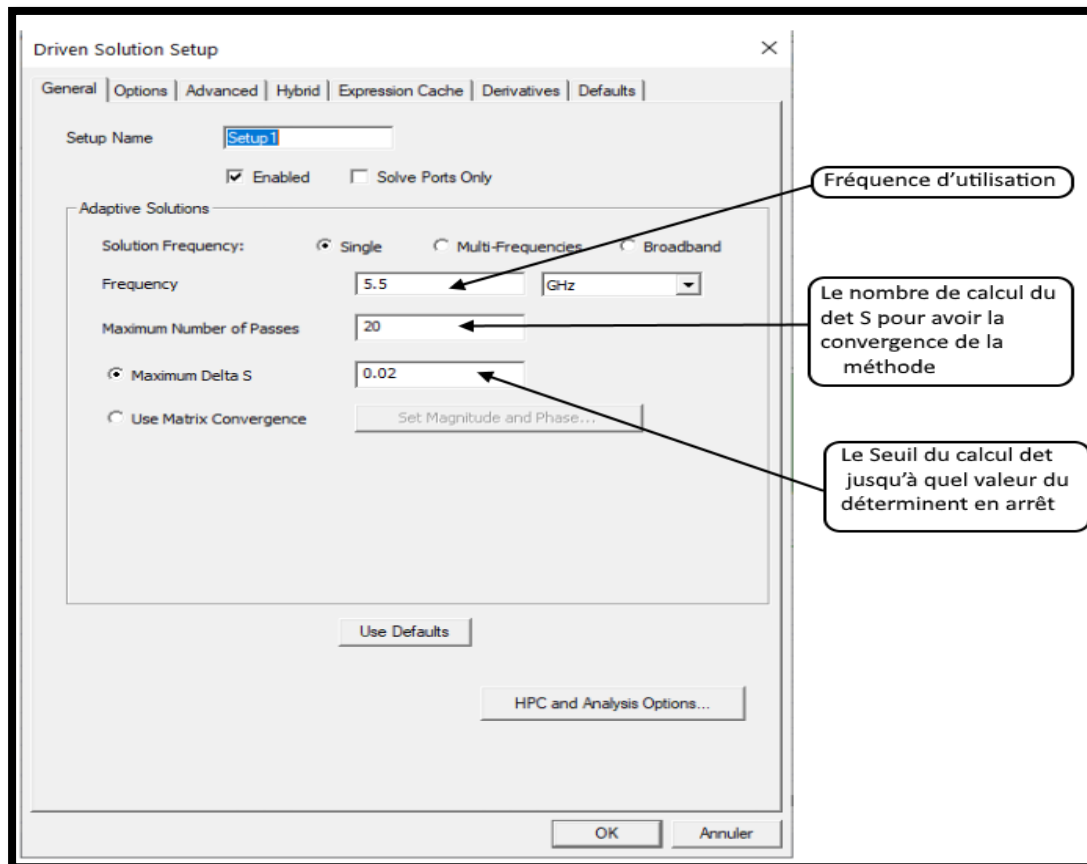 Driven Solution Setup
General Options Advanced Hybrid Expression Cache Derivatives Defaults
Setup Name Setup1
Enabled Solve Ports Only
Adaptive Solutions
Solution Frequency: Single Multi-Frequencies Broadband
Frequency 5.5 GHz
Maximum Number of Passes 20
Maximum Delta S 0.02
Use Matrix Convergence Set Magnitude and Phase...
Use Defaults
HPC and Analysis Options...
OK Annuler
Fréquence d'utilisation
Le nombre de calcul du
det S pour avoir la
convergence de la
méthode
Le Seuil du calcul det
jusqu'à quel valeur du
déterminent en arrêt